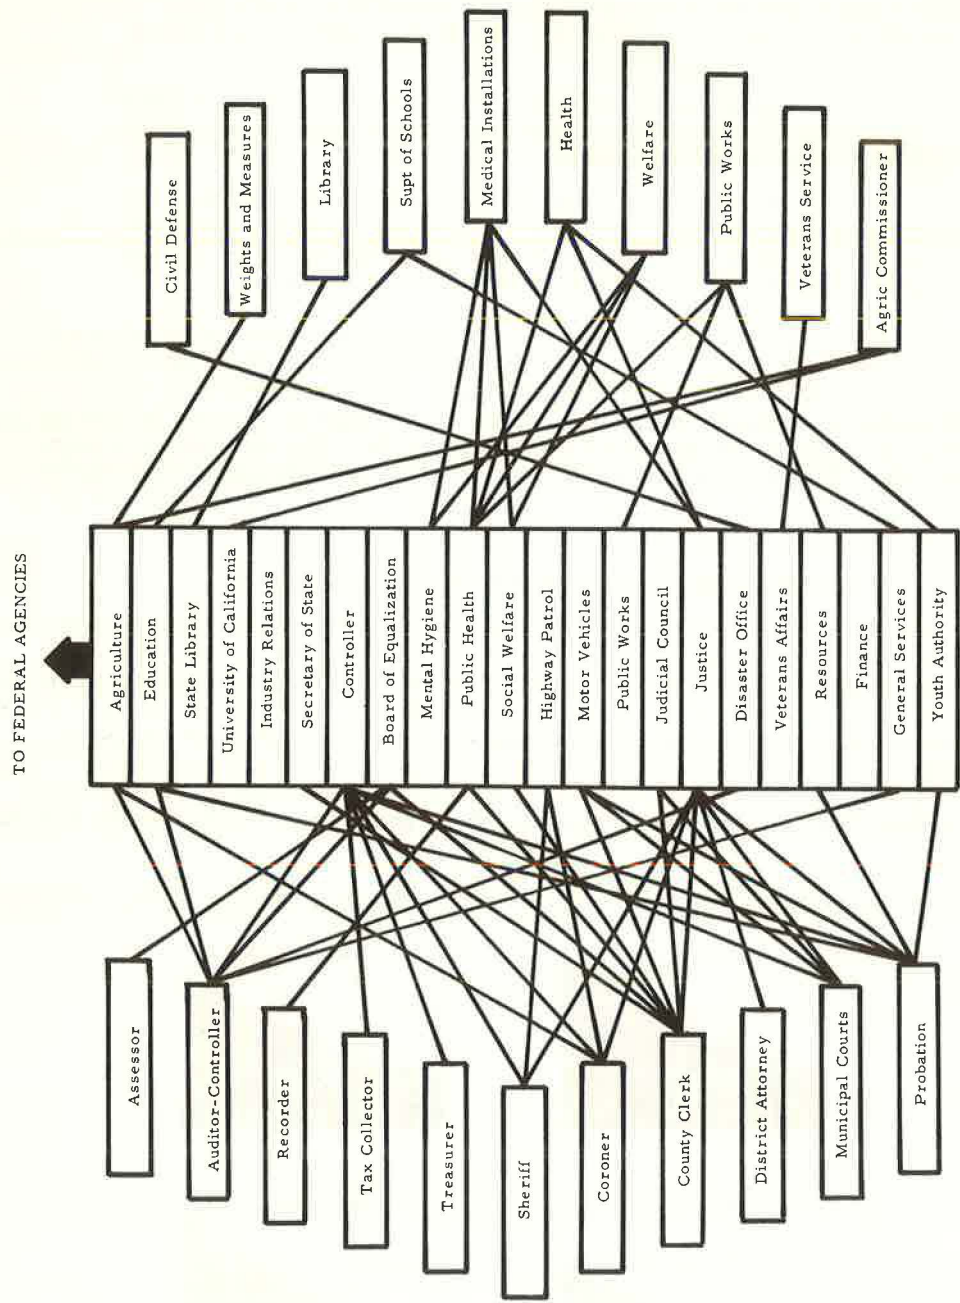 TO FEDERAL AGENCIES
Civil Defense
Weights and Measures
Library
Supt of Schools
Medical Installations
Health
Welfare
Public Works
Veterans Service
Agric Commissioner
Agriculture
Education
State Library
University of California
Industry Relations
Secretary of State
Controller
Board of Equalization
Mental Hygiene
Public Health
Social Welfare
Highway Patrol
Motor Vehicles
Public Works
Judicial Council
Justice
Disaster Office
Veterans Affairs
Resources
Finance
General Services
Youth Authority
Assessor
Auditor-Controller
Recorder
Tax Collector
Treasurer
Sheriff
Coroner
County Clerk
District Attorney
Municipal Courts
Probation